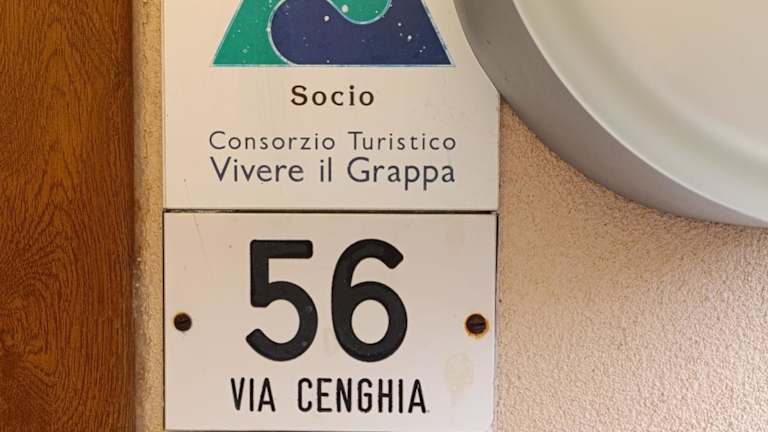 Socio
Consorzio Turistico
Vivere il Grappa
56
VIA CENGHIA